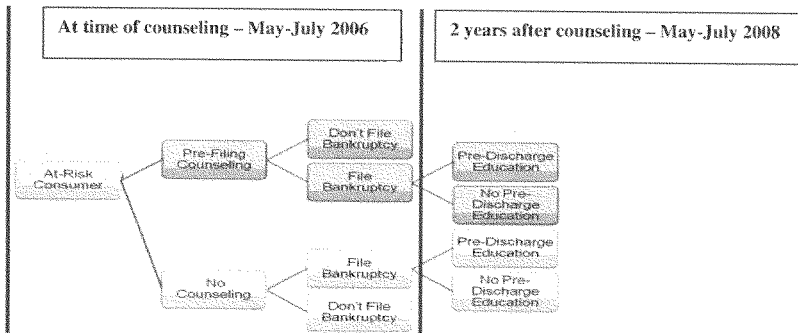 At time of counseling – May-July 2006
2 years after counseling – May-July 2008
At-Risk
Consumer
Pre-Filing
Counseling
Don't File
Bankruptcy
File
Bankruptcy
Pre-Discharge
Education
No Pre-
Discharge
Education
No
Counseling
File
Bankruptcy
Don't File
Bankruptcy
Pre-Discharge
Education
No Pre-
Discharge
Education